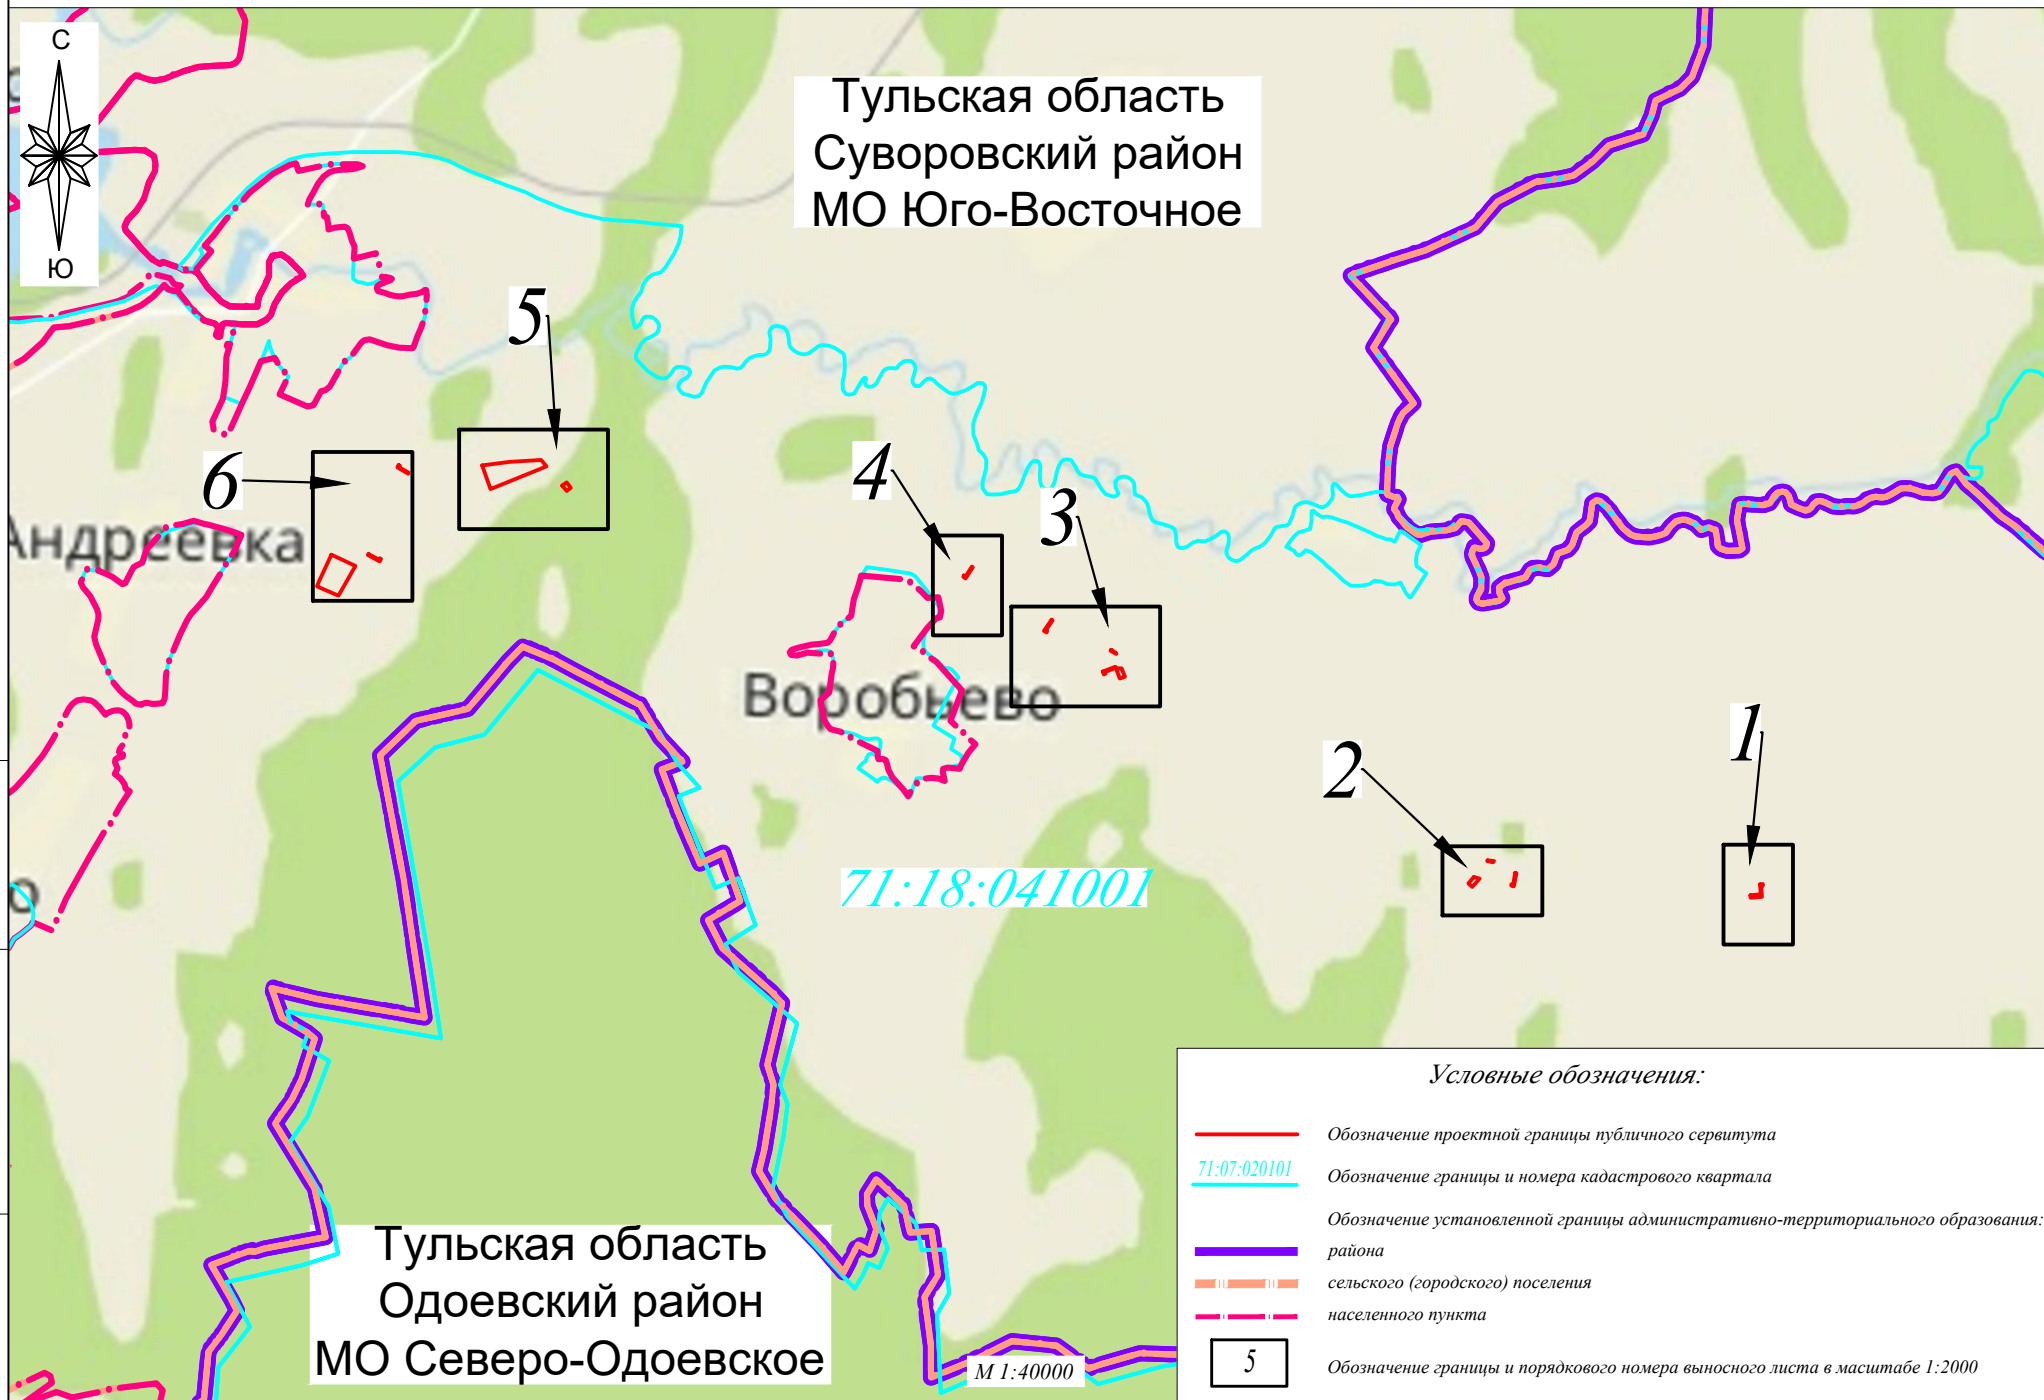 С
Ю
Тульская область
Суворовский район
МО Юго-Восточное
5
6
4
3
Андреевка
Воробьево
1
2
71:18:041001
о
Тульская область
Одоевский район
МО Северо-Одоевское
М 1:40000
Условные обозначения:
Обозначение проектной границы публичного сервитута
71:07:020101
Обозначение границы и номера кадастрового квартала
Обозначение установленной границы административно-территориального образования:
района
сельского (городского) поселения
населенного пункта
5
Обозначение границы и порядкового номера выносного листа в масштабе 1:2000